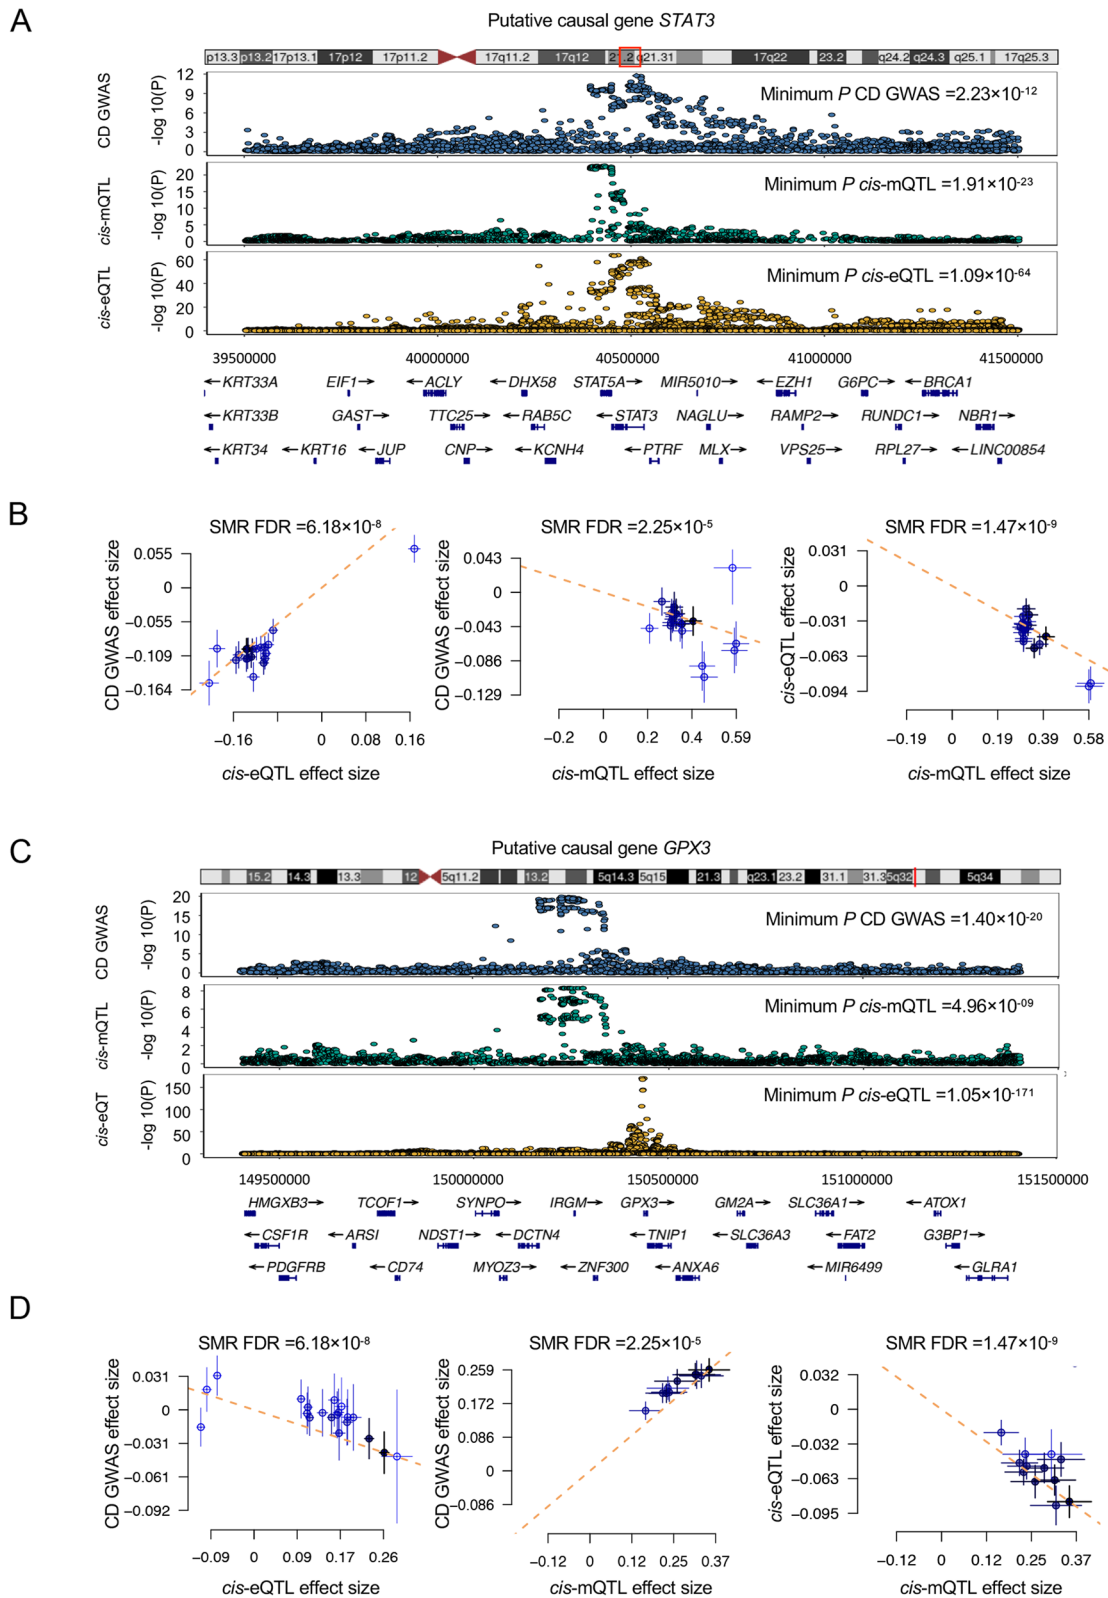 A
Putative causal gene STAT3
p13.3 p13.2 17p13.1 17p12 17p11.2 17q11.2 17q12 21.2 q21.31 17q22 23.2 q24.2 q24.3 q25.1 17q25.3
CD GWAS
-log 10(P)
12
9
6
3
0
Minimum P CD GWAS =2.23×10-12
cis-mQTL
-log 10(P)
20
15
10
5
0
Minimum P cis-mQTL =1.91×10-23
cis-eQTL
-log 10(P)
60
40
20
0
Minimum P cis-eQTL =1.09×10-64
39500000 40000000 40500000 41000000 41500000
←KRT33A EIF1→ ←ACLY ←DHX58 STAT5A→ MIR5010→ ←EZH1 G6PC→ ←BRCA1
←KRT33B GAST→ TTC25→ ←RAB5C ←STAT3 NAGLU→ RAMP2→ RUNDC1→ NBR1→
←KRT34 ←KRT16 ←JUP CNP→ ←KCNH4 ←PTRF MLX→ VPS25→ RPL27→ ←LINC00854
B
SMR FDR =6.18×10-8
CD GWAS effect size
0.055
0
−0.055
−0.109
−0.164
−0.16 0 0.08 0.16
cis-eQTL effect size
SMR FDR =2.25×10-5
CD GWAS effect size
0.043
0
−0.043
−0.086
−0.129
−0.2 0 0.2 0.4 0.59
cis-mQTL effect size
SMR FDR =1.47×10-9
cis-eQTL effect size
0.031
0
−0.031
−0.063
−0.094
−0.19 0 0.19 0.39 0.58
cis-mQTL effect size
C
Putative causal gene GPX3
15.2 14.3 13.3 12 5q11.2 13.2 5q14.3 5q15 21.3 q23.1 23.2 31.1 31.3 5q32 5q34
CD GWAS
-log 10(P)
20
15
10
5
0
Minimum P CD GWAS =1.40×10-20
cis-mQTL
-log 10(P)
8
6
4
2
0
Minimum P cis-mQTL =4.96×10-09
cis-eQT
-log 10(P)
150
100
50
0
Minimum P cis-eQTL =1.05×10-171
149500000 150000000 150500000 151000000 151500000
HMGXB3→ TCOF1→ SYNPO→ IRGM→ GPX3→ GM2A→ SLC36A1→ ATOX1→
←CSF1R ←ARSI NDST1→ ←DCTN4 ←TNIP1 ←SLC36A3 ←FAT2 G3BP1→
←PDGFRB ←CD74 MYOZ3→ ←ZNF300 ←ANXA6 ←MIR6499 ←GLRA1
D
SMR FDR =6.18×10-8
CD GWAS effect size
0.031
0
−0.031
−0.061
−0.092
−0.09 0 0.09 0.17 0.26
cis-eQTL effect size
SMR FDR =2.25×10-5
CD GWAS effect size
0.259
0.172
0.086
0
−0.086
−0.12 0 0.12 0.25 0.37
cis-mQTL effect size
SMR FDR =1.47×10-9
cis-eQTL effect size
0.032
0
−0.032
−0.063
−0.095
−0.12 0 0.12 0.25 0.37
cis-mQTL effect size